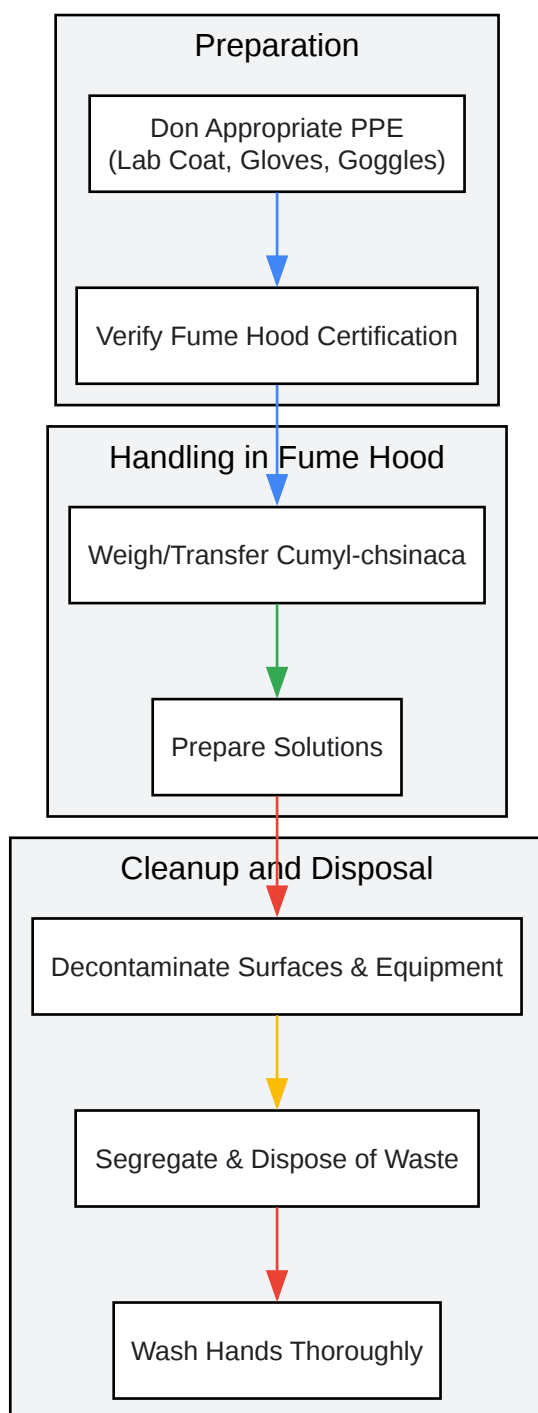 Preparation
Don Appropriate PPE
(Lab Coat, Gloves, Goggles)
Verify Fume Hood Certification
Handling in Fume Hood
Weigh/Transfer Cumyl-chsinaca
Prepare Solutions
Cleanup and Disposal
Decontaminate Surfaces & Equipment
Segregate & Dispose of Waste
Wash Hands Thoroughly